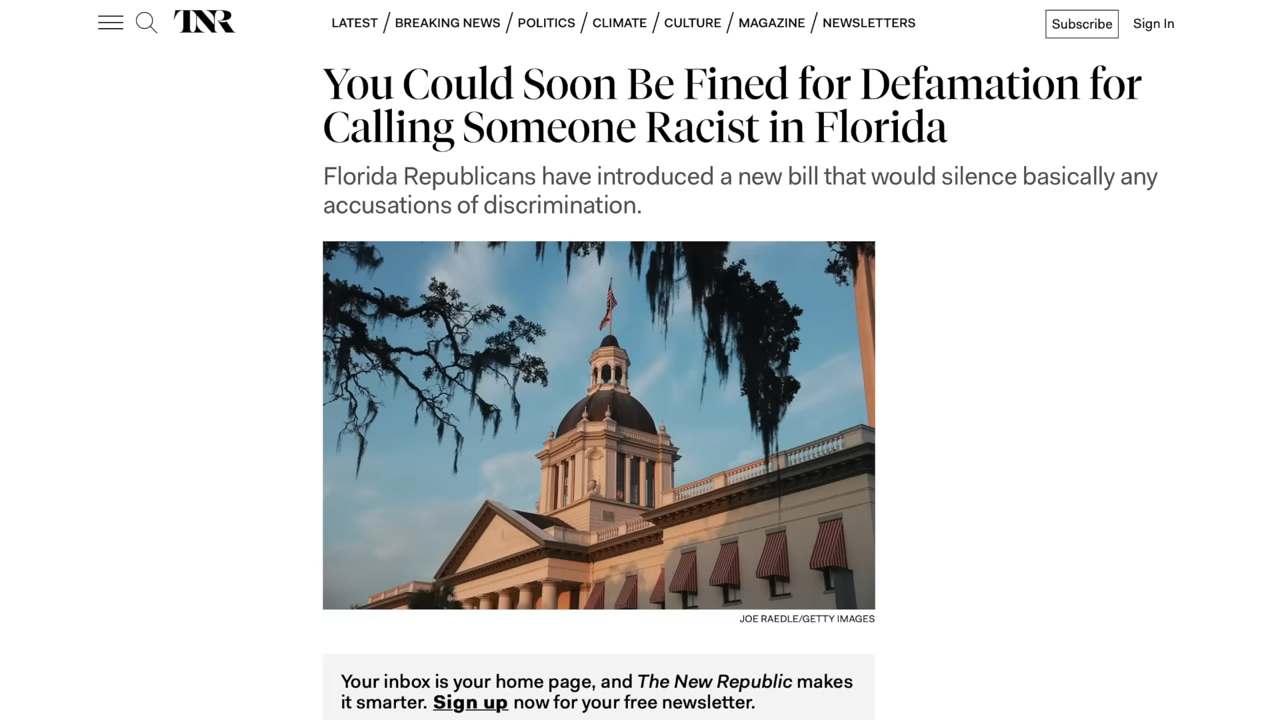 TNR
LATEST / BREAKING NEWS / POLITICS / CLIMATE / CULTURE / MAGAZINE / NEWSLETTERS
Subscribe
Sign In
You Could Soon Be Fined for Defamation for
Calling Someone Racist in Florida
Florida Republicans have introduced a new bill that would silence basically any
accusations of discrimination.
JOE RAEDLE/GETTY IMAGES
Your inbox is your home page, and The New Republic makes
it smarter. Sign up now for your free newsletter.